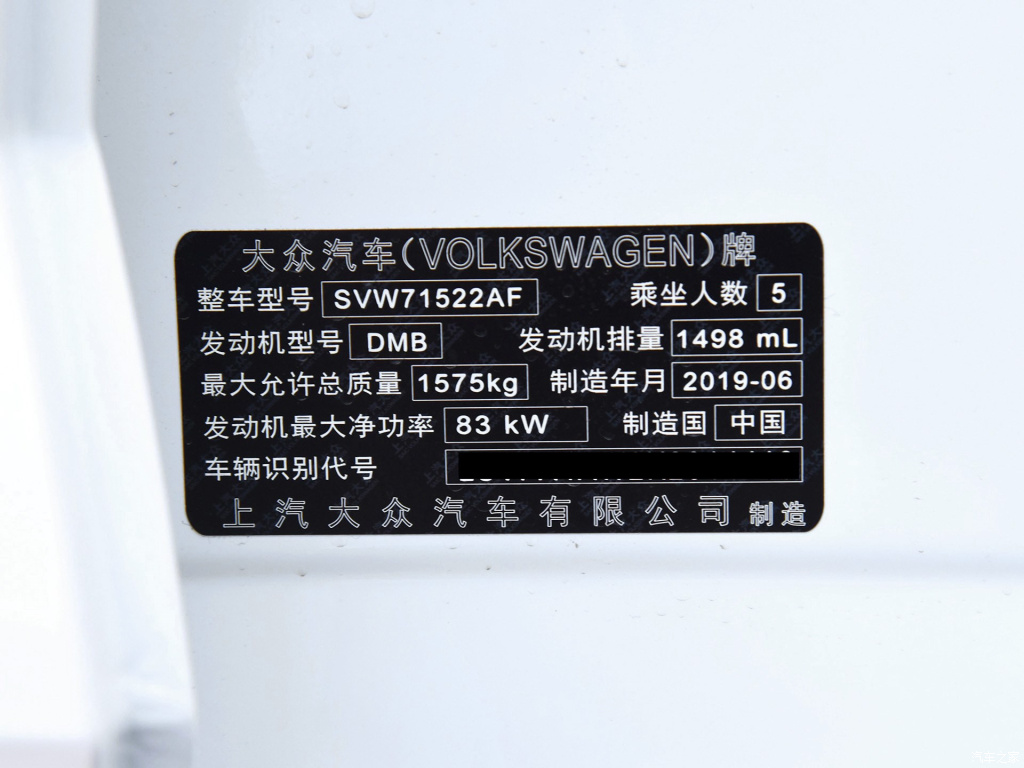 大众汽车(VOLKSWAGEN)牌
整车型号 SVW71522AF 乘坐人数 5
发动机型号 DMB 发动机排量 1498 mL
最大允许总质量 1575kg 制造年月 2019-06
发动机最大净功率 83 kW 制造国 中国
车辆识别代号
上汽大众汽车有限公司 制造
汽车之家